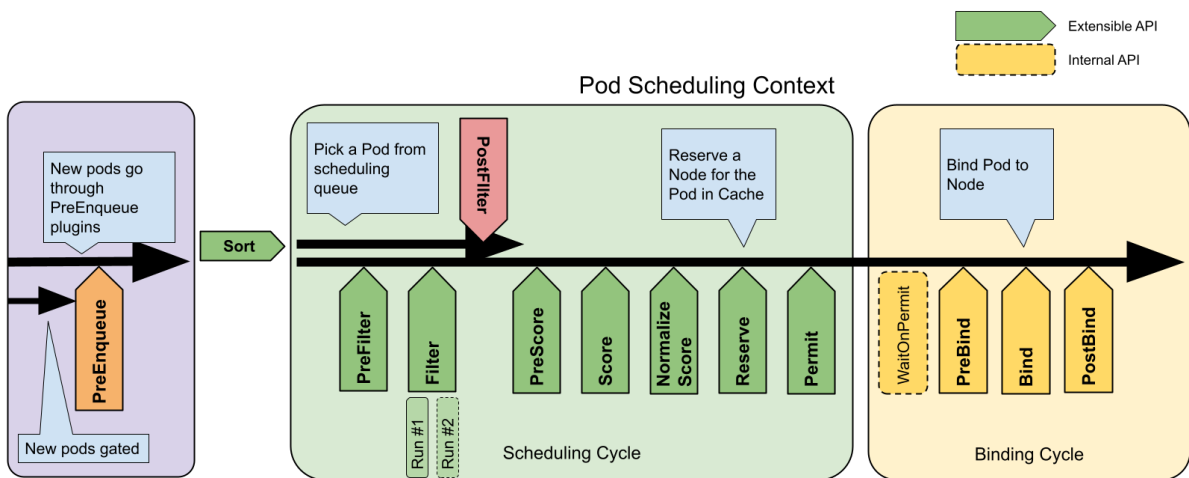 Extensible API
Internal API
Pod Scheduling Context
New pods go
through
PreEnqueue
plugins
PreEnqueue
New pods gated
Sort
Pick a Pod from
scheduling
queue
PostFIlter
Reserve a
Node for the
Pod in Cache
PreFilter
Filter
Run #1
Run #2
PreScore
Score
Normalize
Score
Reserve
Permit
Scheduling Cycle
Bind Pod to
Node
WaitOnPermit
PreBind
Bind
PostBind
Binding Cycle